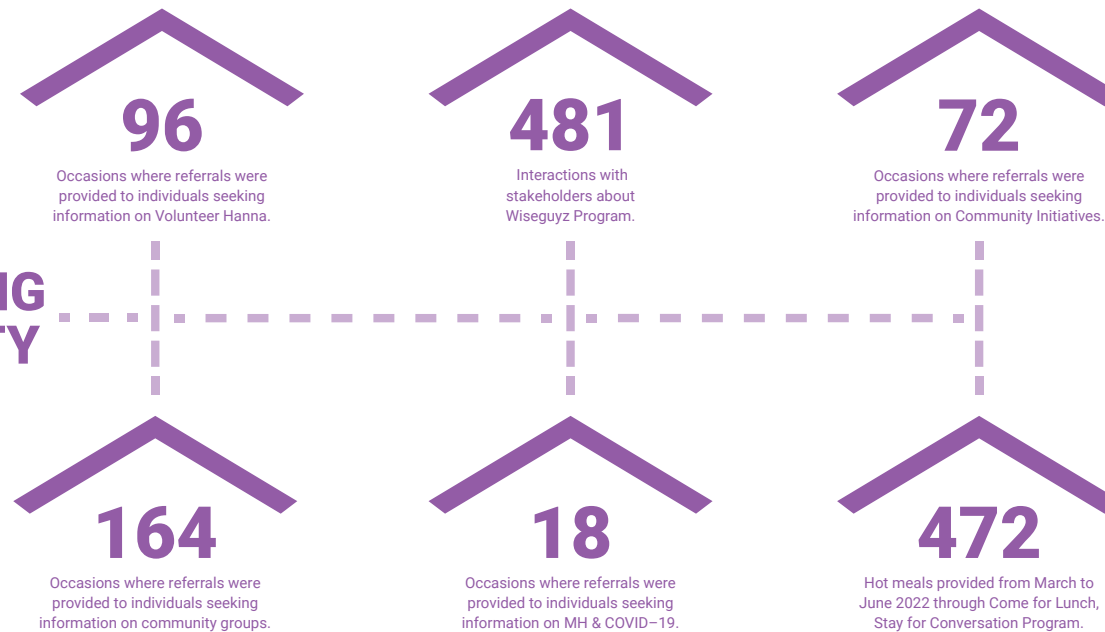 96
Occasions where referrals were
provided to individuals seeking
information on Volunteer Hanna.
481
Interactions with
stakeholders about
Wiseguyz Program.
72
Occasions where referrals were
provided to individuals seeking
information on Community Initiatives.
164
Occasions where referrals were
provided to individuals seeking
information on community groups.
18
Occasions where referrals were
provided to individuals seeking
information on MH & COVID–19.
472
Hot meals provided from March to
June 2022 through Come for Lunch,
Stay for Conversation Program.